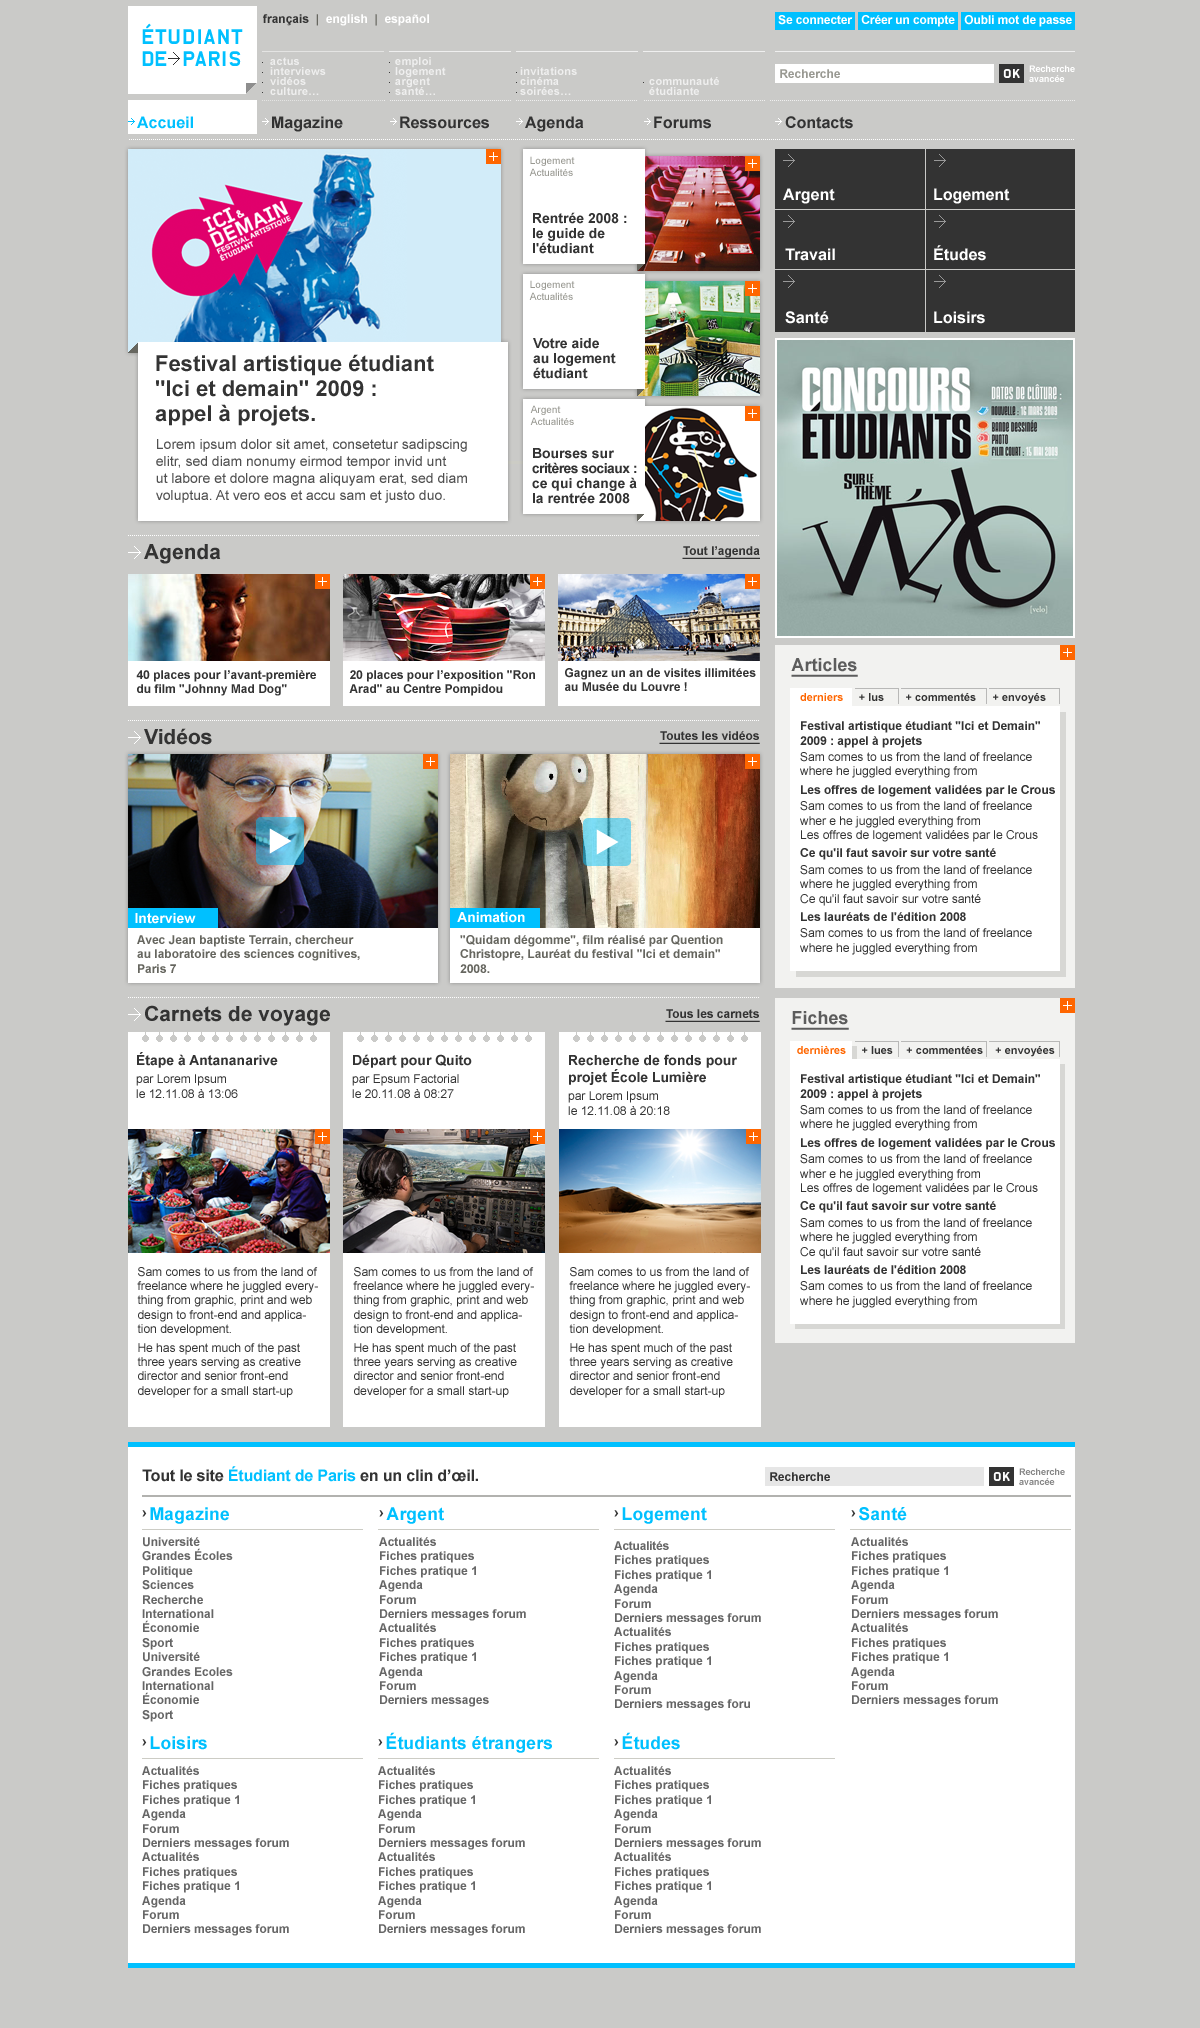 ÉTUDIANT
DE→PARIS
français | english | español
Se connecter Créer un compte Oubli mot de passe
actus
interviews
vidéos
culture...
emploi
logement
argent
santé...
invitations
cinéma
soirées...
communauté
étudiante
Recherche OK Recherche
avancée
Accueil Magazine Ressources Agenda Forums Contacts
ICI &
DEMAIN
FESTIVAL ARTISTIQUE
ÉTUDIANT
Festival artistique étudiant
"Ici et demain" 2009 :
appel à projets.
Lorem ipsum dolor sit amet, consetetur sadipscing
elitr, sed diam nonumy eirmod tempor invid unt
ut labore et dolore magna aliquyam erat, sed diam
voluptua. At vero eos et accu sam et justo duo.
Logement
Actualités
Rentrée 2008 :
le guide de
l'étudiant
Logement
Actualités
Votre aide
au logement
étudiant
Argent
Actualités
Bourses sur
critères sociaux :
ce qui change à
la rentrée 2008
Argent Logement
Travail Études
Santé Loisirs
CONCOURS
ÉTUDIANTS
DATES DE CLÔTURE :
NOUVELLE : 16 MARS 2009
BANDE DESSINÉE
PHOTO
FILM COURT : 15 MAI 2009
SUR LE
THÈME
VÉLO
[velo]
Agenda Tout l'agenda
40 places pour l'avant-première
du film "Johnny Mad Dog"
20 places pour l'exposition "Ron
Arad" au Centre Pompidou
Gagnez un an de visites illimitées
au Musée du Louvre !
Vidéos Toutes les vidéos
Interview
Avec Jean baptiste Terrain, chercheur
au laboratoire des sciences cognitives,
Paris 7
Animation
"Quidam dégomme", film réalisé par Quention
Christopre, Lauréat du festival "Ici et demain"
2008.
Carnets de voyage Tous les carnets
Étape à Antananarive
par Lorem Ipsum
le 12.11.08 à 13:06
Sam comes to us from the land of
freelance where he juggled every-
thing from graphic, print and web
design to front-end and applica-
tion development.
He has spent much of the past
three years serving as creative
director and senior front-end
developer for a small start-up
Départ pour Quito
par Epsum Factorial
le 20.11.08 à 08:27
Sam comes to us from the land of
freelance where he juggled every-
thing from graphic, print and web
design to front-end and applica-
tion development.
He has spent much of the past
three years serving as creative
director and senior front-end
developer for a small start-up
Recherche de fonds pour
projet École Lumière
par Lorem Ipsum
le 12.11.08 à 20:18
Sam comes to us from the land of
freelance where he juggled every-
thing from graphic, print and web
design to front-end and applica-
tion development.
He has spent much of the past
three years serving as creative
director and senior front-end
developer for a small start-up
Articles
derniers + lus + commentés + envoyés
Festival artistique étudiant "Ici et Demain"
2009 : appel à projets
Sam comes to us from the land of freelance
where he juggled everything from
Les offres de logement validées par le Crous
Sam comes to us from the land of freelance
wher e he juggled everything from
Les offres de logement validées par le Crous
Ce qu'il faut savoir sur votre santé
Sam comes to us from the land of freelance
where he juggled everything from
Ce qu'il faut savoir sur votre santé
Les lauréats de l'édition 2008
Sam comes to us from the land of freelance
where he juggled everything from
Fiches
dernières + lues + commentées + envoyées
Festival artistique étudiant "Ici et Demain"
2009 : appel à projets
Sam comes to us from the land of freelance
where he juggled everything from
Les offres de logement validées par le Crous
Sam comes to us from the land of freelance
wher e he juggled everything from
Les offres de logement validées par le Crous
Ce qu'il faut savoir sur votre santé
Sam comes to us from the land of freelance
where he juggled everything from
Ce qu'il faut savoir sur votre santé
Les lauréats de l'édition 2008
Sam comes to us from the land of freelance
where he juggled everything from
Tout le site Étudiant de Paris en un clin d'œil.
Recherche OK Recherche
avancée
› Magazine
Université
Grandes Écoles
Politique
Sciences
Recherche
International
Économie
Sport
Université
Grandes Ecoles
International
Économie
Sport
› Argent
Actualités
Fiches pratiques
Fiches pratique 1
Agenda
Forum
Derniers messages forum
Actualités
Fiches pratiques
Fiches pratique 1
Agenda
Forum
Derniers messages
› Logement
Actualités
Fiches pratiques
Fiches pratique 1
Agenda
Forum
Derniers messages forum
Actualités
Fiches pratiques
Fiches pratique 1
Agenda
Forum
Derniers messages foru
› Santé
Actualités
Fiches pratiques
Fiches pratique 1
Agenda
Forum
Derniers messages forum
Actualités
Fiches pratiques
Fiches pratique 1
Agenda
Forum
Derniers messages forum
› Loisirs
Actualités
Fiches pratiques
Fiches pratique 1
Agenda
Forum
Derniers messages forum
Actualités
Fiches pratiques
Fiches pratique 1
Agenda
Forum
Derniers messages forum
› Étudiants étrangers
Actualités
Fiches pratiques
Fiches pratique 1
Agenda
Forum
Derniers messages forum
Actualités
Fiches pratiques
Fiches pratique 1
Agenda
Forum
Derniers messages forum
› Études
Actualités
Fiches pratiques
Fiches pratique 1
Agenda
Forum
Derniers messages forum
Actualités
Fiches pratiques
Fiches pratique 1
Agenda
Forum
Derniers messages forum